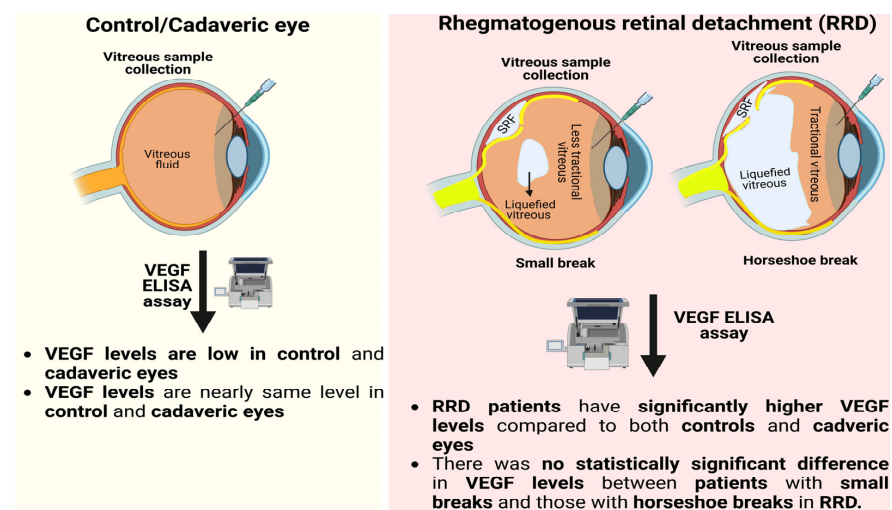 Control/Cadaveric eye
Vitreous sample
collection
Vitreous
fluid
VEGF
ELISA
assay
• VEGF levels are low in control and
cadaveric eyes
• VEGF levels are nearly same level in
control and cadaveric eyes
Rhegmatogenous retinal detachment (RRD)
Vitreous sample
collection
SRF
Less tractional
vitreous
Liquefied
vitreous
Small break
Vitreous sample
collection
SRF
Tractional vitreous
Liquefied
vitreous
Horseshoe break
VEGF ELISA
assay
• RRD patients have significantly higher VEGF
levels compared to both controls and cadveric
eyes
• There was no statistically significant difference
in VEGF levels between patients with small
breaks and those with horseshoe breaks in RRD.